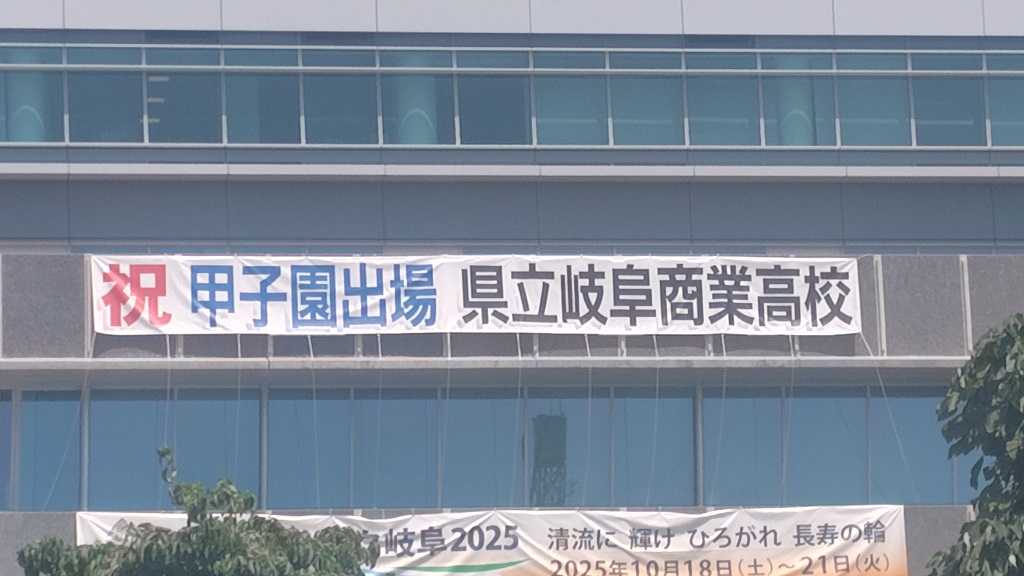 祝 甲子園出場 県立岐阜商業高校
岐阜2025 清流に 輝け ひろがれ 長寿の輪
2025年10月18日(土)~21日(火)